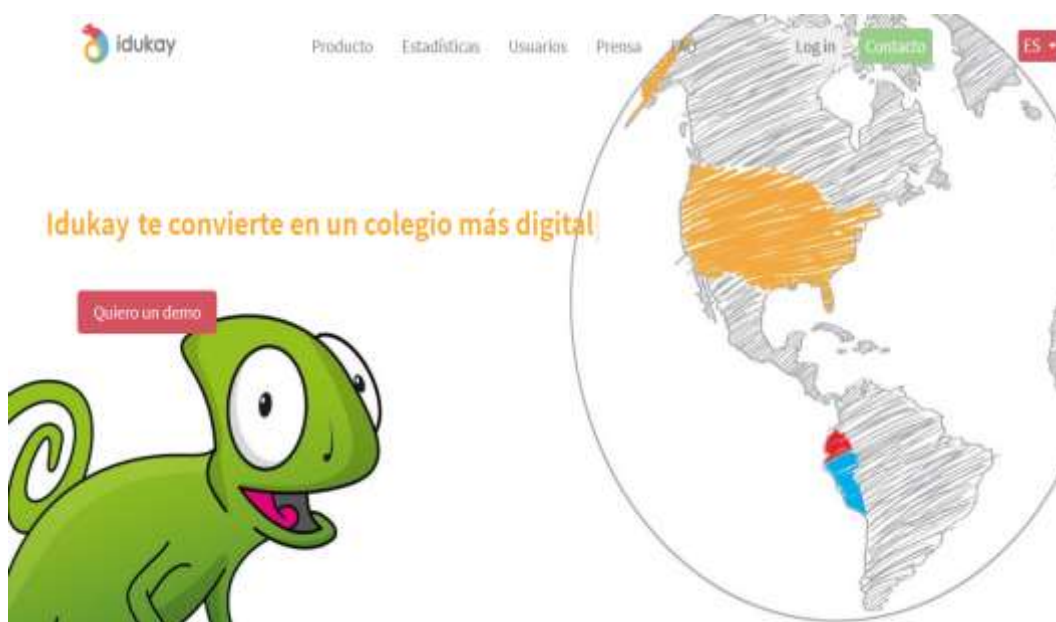 idukay
Producto Estadísticas Usuarios Prensa Log in Contacto ES
Idukay te convierte en un colegio más digital
Quiero un demo